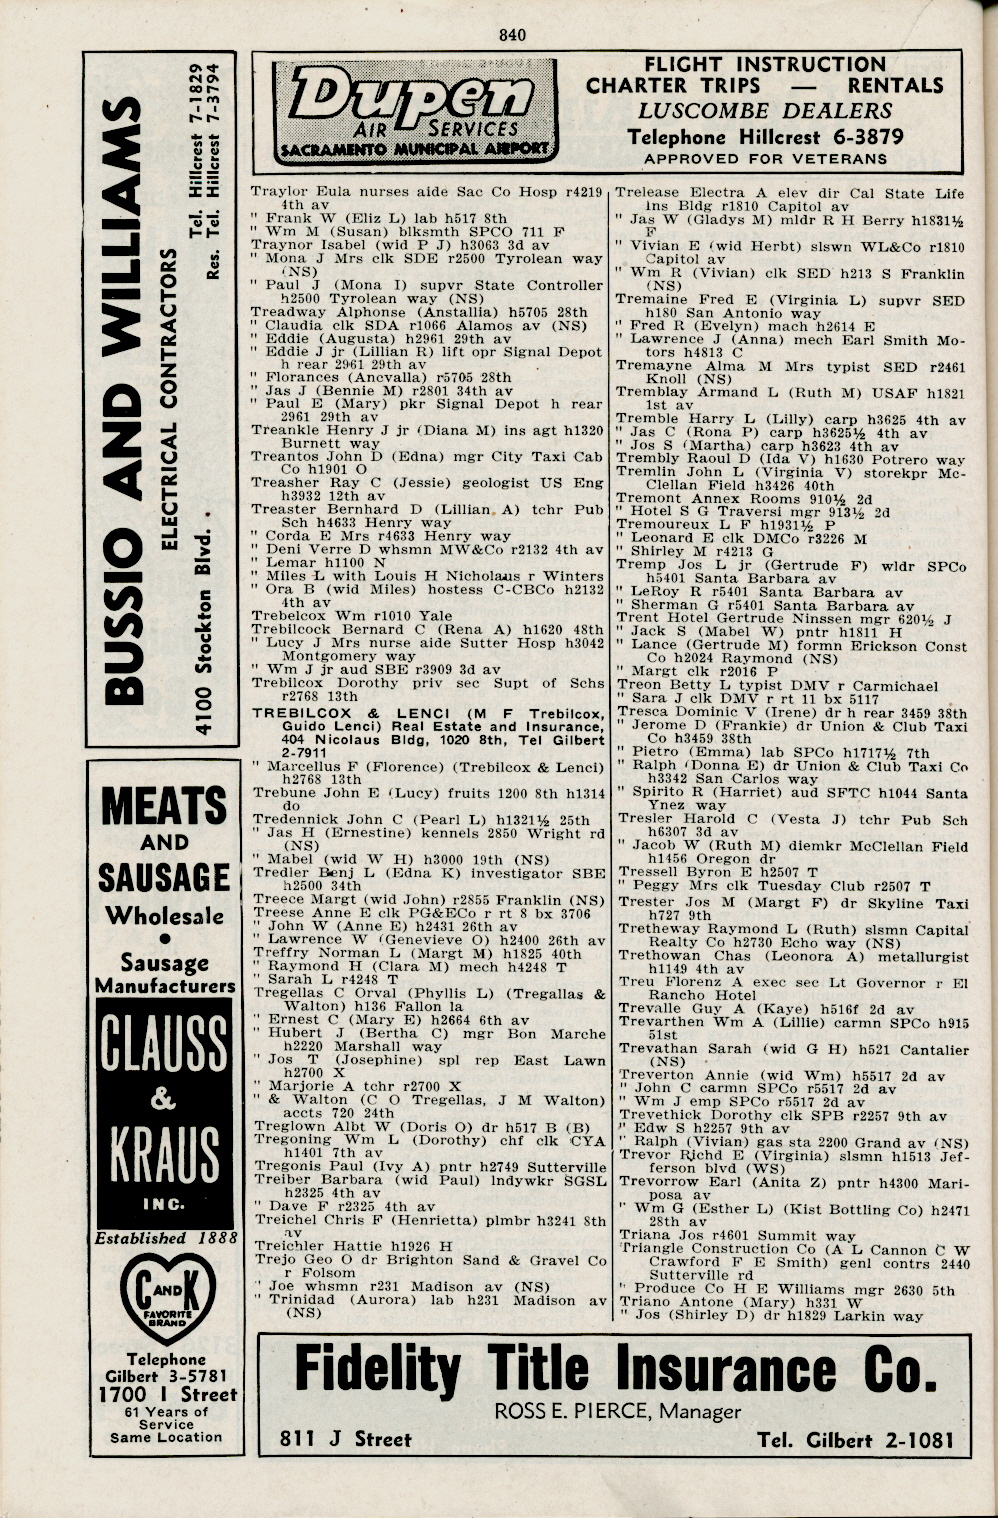 840
BUSSIO AND WILLIAMS
ELECTRICAL CONTRACTORS
4100 Stockton Blvd. •
Tel. Hillcrest 7-1829
Res. Tel. Hillcrest 7-3794
MEATS
AND
SAUSAGE
Wholesale
•
Sausage
Manufacturers
CLAUSS
&
KRAUS
INC.
Established 1888
C AND K
FAVORITE
BRAND
Telephone
Gilbert 3-5781
1700 I Street
61 Years of
Service
Same Location
Dupen
AIR SERVICES
SACRAMENTO MUNICIPAL AIRPORT
FLIGHT INSTRUCTION
CHARTER TRIPS — RENTALS
LUSCOMBE DEALERS
Telephone Hillcrest 6-3879
APPROVED FOR VETERANS
Traylor Eula nurses aide Sac Co Hosp r4219
4th av
" Frank W (Eliz L) lab h517 8th
" Wm M (Susan) blksmth SPCO 711 F
Traynor Isabel (wid P J) h3063 3d av
" Mona J Mrs clk SDE r2500 Tyrolean way
(NS)
" Paul J (Mona I) supvr State Controller
h2500 Tyrolean way (NS)
Treadway Alphonse (Anstallia) h5705 28th
" Claudia clk SDA r1066 Alamos av (NS)
" Eddie (Augusta) h2961 29th av
" Eddie J jr (Lillian R) lift opr Signal Depot
h rear 2961 29th av
" Florances (Ancvalla) r5705 28th
" Jas J (Bennie M) r2801 34th av
" Paul E (Mary) pkr Signal Depot h rear
2961 29th av
Treankle Henry J jr (Diana M) ins agt h1320
Burnett way
Treantos John D (Edna) mgr City Taxi Cab
Co h1901 O
Treasher Ray C (Jessie) geologist US Eng
h3932 12th av
Treaster Bernhard D (Lillian A) tchr Pub
Sch h4633 Henry way
" Corda E Mrs r4633 Henry way
" Deni Verre D whsmn MW&Co r2132 4th av
" Lemar h1100 N
" Miles L with Louis H Nicholaus r Winters
" Ora B (wid Miles) hostess C-CBCo h2132
4th av
Trebelcox Wm r1010 Yale
Trebilcock Bernard C (Rena A) h1620 48th
" Lucy J Mrs nurse aide Sutter Hosp h3042
Montgomery way
" Wm J jr aud SBE r3909 3d av
Trebilcox Dorothy priv sec Supt of Schs
r2768 13th
TREBILCOX & LENCI (M F Trebilcox,
Guido Lenci) Real Estate and Insurance,
404 Nicolaus Bldg, 1020 8th, Tel Gilbert
2-7911
" Marcellus F (Florence) (Trebilcox & Lenci)
h2768 13th
Trebune John E (Lucy) fruits 1200 8th h1314
do
Tredennick John C (Pearl L) h1321½ 25th
" Jas H (Ernestine) kennels 2850 Wright rd
(NS)
" Mabel (wid W H) h3000 19th (NS)
Tredler Benj L (Edna K) investigator SBE
h2500 34th
Treece Margt (wid John) r2855 Franklin (NS)
Treese Anne E clk PG&ECo r rt 8 bx 3706
" John W (Anne E) h2431 26th av
" Lawrence W (Genevieve O) h2400 26th av
Treffry Norman L (Margt M) h1825 40th
" Raymond H (Clara M) mech h4248 T
" Sarah L r4248 T
Tregellas C Orval (Phyllis L) (Tregallas &
Walton) h136 Fallon la
" Ernest C (Mary E) h2664 6th av
" Hubert J (Bertha C) mgr Bon Marche
h2220 Marshall way
" Jos T (Josephine) spl rep East Lawn
h2700 X
" Marjorie A tchr r2700 X
" & Walton (C O Tregellas, J M Walton)
accts 720 24th
Treglown Albt W (Doris O) dr h517 B (B)
Tregoning Wm L (Dorothy) chf clk CYA
h1401 7th av
Tregonis Paul (Ivy A) pntr h2749 Sutterville
Treiber Barbara (wid Paul) lndywkr SGSL
h2325 4th av
" Dave F r2325 4th av
Treichel Chris F (Henrietta) plmbr h3241 8th
av
Treichler Hattie h1926 H
Trejo Geo O dr Brighton Sand & Gravel Co
r Folsom
" Joe whsmn r231 Madison av (NS)
" Trinidad (Aurora) lab h231 Madison av
(NS)
Trelease Electra A elev dir Cal State Life
Ins Bldg r1810 Capitol av
" Jas W (Gladys M) mldr R H Berry h1831½
F
" Vivian E (wid Herbt) slswn WL&Co r1810
Capitol av
" Wm R (Vivian) clk SED h213 S Franklin
(NS)
Tremaine Fred E (Virginia L) supvr SED
h180 San Antonio way
" Fred R (Evelyn) mach h2614 E
" Lawrence J (Anna) mech Earl Smith Mo-
tors h4813 C
Tremayne Alma M Mrs typist SED r2461
Knoll (NS)
Tremblay Armand L (Ruth M) USAF h1821
1st av
Tremble Harry L (Lilly) carp h3625 4th av
" Jas C (Rona P) carp h3625½ 4th av
" Jos S (Martha) carp h3623 4th av
Trembly Raoul D (Ida V) h1630 Potrero way
Tremlin John L (Virginia V) storekpr Mc-
Clellan Field h3426 40th
Tremont Annex Rooms 910½ 2d
" Hotel S G Traversi mgr 913½ 2d
Tremoureux L F h1931½ P
" Leonard E clk DMCo r3226 M
" Shirley M r4213 G
Tremp Jos L jr (Gertrude F) wldr SPCo
h5401 Santa Barbara av
" LeRoy R r5401 Santa Barbara av
" Sherman G r5401 Santa Barbara av
Trent Hotel Gertrude Ninssen mgr 620½ J
" Jack S (Mabel W) pntr h1811 H
" Lance (Gertrude M) formn Erickson Const
Co h2024 Raymond (NS)
" Margt clk r2016 P
Treon Betty L typist DMV r Carmichael
" Sara J clk DMV r rt 11 bx 5117
Tresca Dominic V (Irene) dr h rear 3459 38th
" Jerome D (Frankie) dr Union & Club Taxi
Co h3459 38th
" Pietro (Emma) lab SPCo h1717½ 7th
" Ralph (Donna E) dr Union & Club Taxi Co
h3342 San Carlos way
" Spirito R (Harriet) aud SFTC h1044 Santa
Ynez way
Tresler Harold C (Vesta J) tchr Pub Sch
h6307 3d av
" Jacob W (Ruth M) diemkr McClellan Field
h1456 Oregon dr
Tressell Byron E h2507 T
" Peggy Mrs clk Tuesday Club r2507 T
Trester Jos M (Margt F) dr Skyline Taxi
h727 9th
Tretheway Raymond L (Ruth) slsmn Capital
Realty Co h2730 Echo way (NS)
Trethowan Chas (Leonora A) metallurgist
h1149 4th av
Treu Florenz A exec sec Lt Governor r El
Rancho Hotel
Trevalle Guy A (Kaye) h516f 2d av
Trevarthen Wm A (Lillie) carmn SPCo h915
51st
Trevathan Sarah (wid G H) h521 Cantalier
(NS)
Treverton Annie (wid Wm) h5517 2d av
" John C carmn SPCo r5517 2d av
" Wm J emp SPCo r5517 2d av
Trevethick Dorothy clk SPB r2257 9th av
" Edw S h2257 9th av
" Ralph (Vivian) gas sta 2200 Grand av (NS)
Trevor Richd E (Virginia) slsmn h1513 Jef-
ferson blvd (WS)
Trevorrow Earl (Anita Z) pntr h4300 Mari-
posa av
" Wm G (Esther L) (Kist Bottling Co) h2471
28th av
Triana Jos r4601 Summit way
Triangle Construction Co (A L Cannon C W
Crawford F E Smith) genl contrs 2440
Sutterville rd
" Produce Co H E Williams mgr 2630 5th
Triano Antone (Mary) h331 W
" Jos (Shirley D) dr h1829 Larkin way
Fidelity Title Insurance Co.
ROSS E. PIERCE, Manager
811 J Street Tel. Gilbert 2-1081